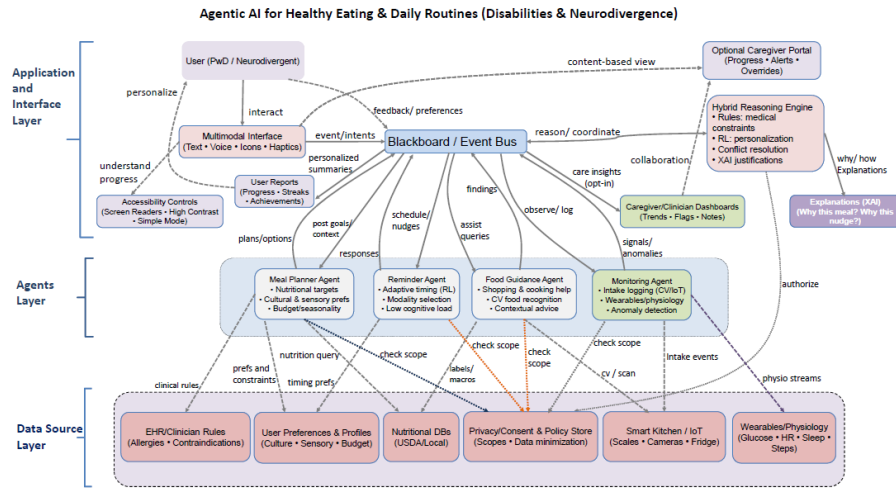 Agentic AI for Healthy Eating & Daily Routines (Disabilities & Neurodivergence)
Application
and
Interface
Layer
User (PwD / Neurodivergent)
Optional Caregiver Portal
(Progress • Alerts •
Overrides)
content-based view
personalize
interact
feedback/ preferences
Multimodal Interface
(Text • Voice • Icons • Haptics)
event/intents
Blackboard / Event Bus
reason/ coordinate
Hybrid Reasoning Engine
• Rules: medical
constraints
• RL: personalization
• Conflict resolution
• XAI justifications
understand
progress
personalized
summaries
User Reports
(Progress • Streaks •
Achievements)
findings
care insights
(opt-in)
collaboration
why/ how
Explanations
Accessibility Controls
(Screen Readers • High Contrast
• Simple Mode)
Caregiver/Clinician Dashboards
(Trends • Flags • Notes)
Explanations (XAI)
(Why this meal? Why this
nudge?)
plans/options
post goals/
context
responses
schedule/
nudges
assist
queries
observe/ log
signals/
anomalies
Agents
Layer
Meal Planner Agent
• Nutritional targets
• Cultural & sensory prefs
• Budget/seasonality
Reminder Agent
• Adaptive timing (RL)
• Modality selection
• Low cognitive load
Food Guidance Agent
• Shopping & cooking help
• CV food recognition
• Contextual advice
Monitoring Agent
• Intake logging (CV/IoT)
• Wearables/physiology
• Anomaly detection
authorize
clinical rules
prefs and
constraints
nutrition query
timing prefs
check scope
labels/
macros
check scope
check
scope
check scope
cv / scan
Intake events
physio streams
Data Source
Layer
EHR/Clinician Rules
(Allergies • Contraindications)
User Preferences & Profiles
(Culture • Sensory • Budget)
Nutritional DBs
(USDA/Local)
Privacy/Consent & Policy Store
(Scopes • Data minimization)
Smart Kitchen / IoT
(Scales • Cameras • Fridge)
Wearables/Physiology
(Glucose • HR • Sleep •
Steps)